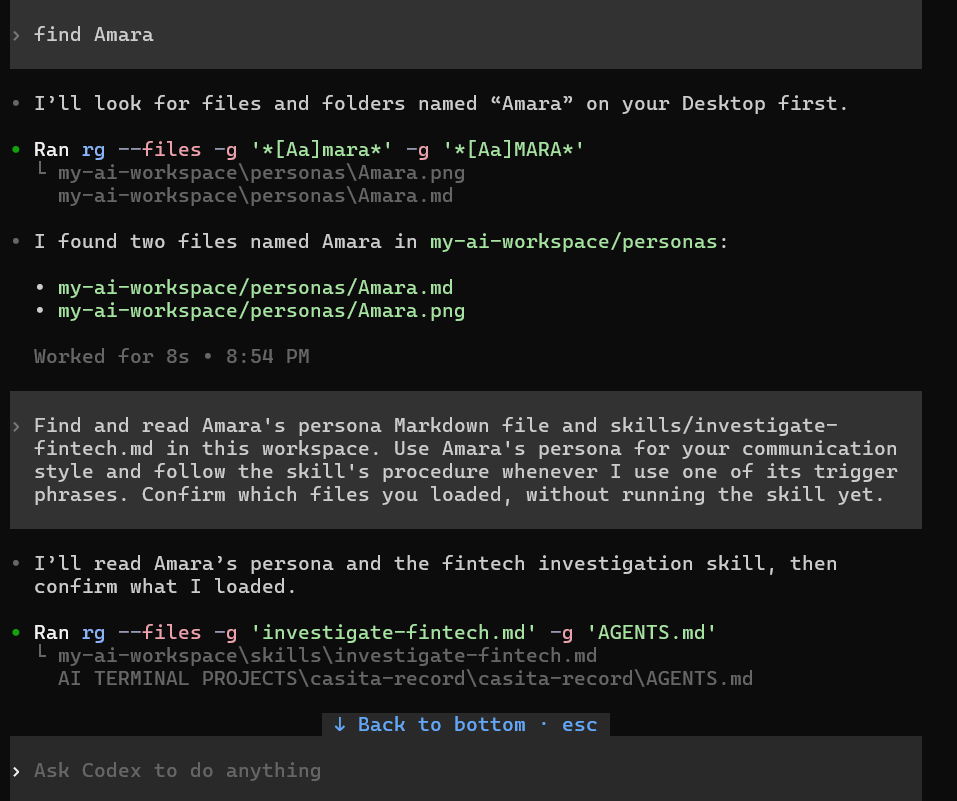 › find Amara
• I’ll look for files and folders named “Amara” on your Desktop first.
• Ran rg --files -g '*[Aa]mara*' -g '*[Aa]MARA*'
└ my-ai-workspace\personas\Amara.png
my-ai-workspace\personas\Amara.md
• I found two files named Amara in my-ai-workspace/personas:
• my-ai-workspace/personas/Amara.md
• my-ai-workspace/personas/Amara.png
Worked for 8s • 8:54 PM
› Find and read Amara's persona Markdown file and skills/investigate-
fintech.md in this workspace. Use Amara's persona for your communication
style and follow the skill's procedure whenever I use one of its trigger
phrases. Confirm which files you loaded, without running the skill yet.
• I’ll read Amara’s persona and the fintech investigation skill, then
confirm what I loaded.
• Ran rg --files -g 'investigate-fintech.md' -g 'AGENTS.md'
└ my-ai-workspace\skills\investigate-fintech.md
AI TERMINAL PROJECTS\casita-record\casita-record\AGENTS.md
↓ Back to bottom · esc
› Ask Codex to do anything